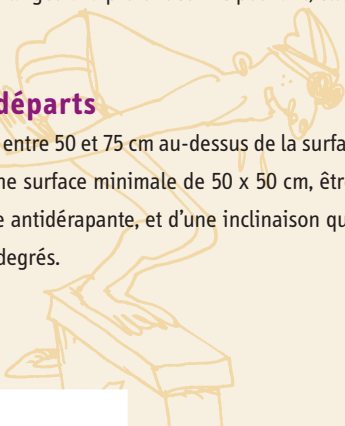 départs
entre 50 et 75 cm au-dessus de la surfa
ne surface minimale de 50 x 50 cm, êtr
e antidérapante, et d'une inclinaison qu
degrés.